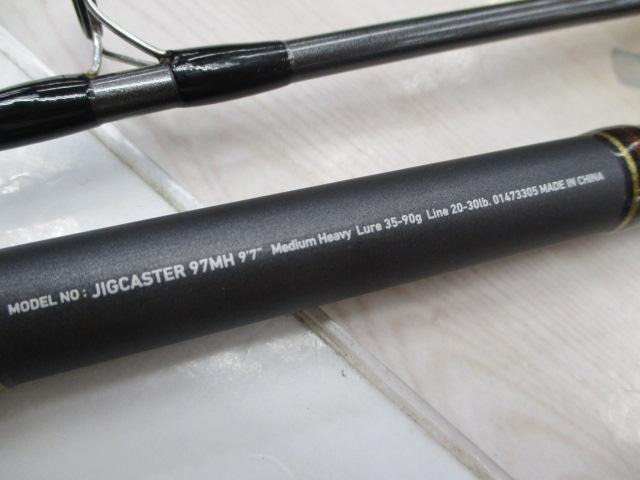 MODEL NO : JIGCASTER 97MH 9'7" Medium Heavy Lure 35-90g Line 20-30lb. 01473305 MADE IN CHINA